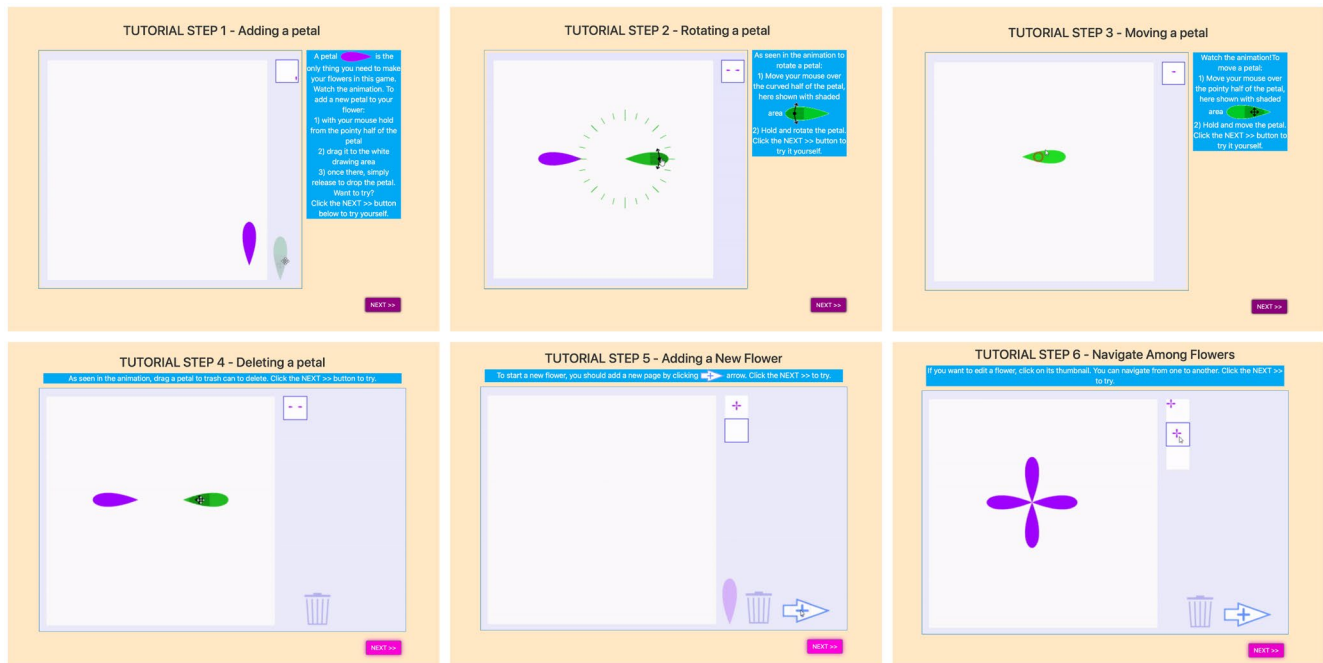 TUTORIAL STEP 1 - Adding a petal
A petal is the
only thing you need to make
your flowers in this game.
Watch the animation. To
add a new petal to your
flower:
1) with your mouse hold
from the pointy half of the
petal
2) drag it to the white
drawing area
3) once there, simply
release to drop the petal.
Want to try?
Click the NEXT >> button
below to try yourself.
NEXT >>
TUTORIAL STEP 2 - Rotating a petal
As seen in the animation to
rotate a petal:
1) Move your mouse over
the curved half of the petal,
here shown with shaded
area
2) Hold and rotate the petal.
Click the NEXT >> button to
try it yourself.
NEXT >>
TUTORIAL STEP 3 - Moving a petal
Watch the animation!To
move a petal:
1) Move your mouse over
the pointy half of the petal,
here shown with shaded
area
2) Hold and move the petal.
Click the NEXT >> button to
try it yourself.
NEXT >>
TUTORIAL STEP 4 - Deleting a petal
As seen in the animation, drag a petal to trash can to delete. Click the NEXT >> button to try.
NEXT >>
TUTORIAL STEP 5 - Adding a New Flower
To start a new flower, you should add a new page by clicking arrow. Click the NEXT >> to try.
NEXT >>
TUTORIAL STEP 6 - Navigate Among Flowers
If you want to edit a flower, click on its thumbnail. You can navigate from one to another. Click the NEXT >>
to try.
NEXT >>